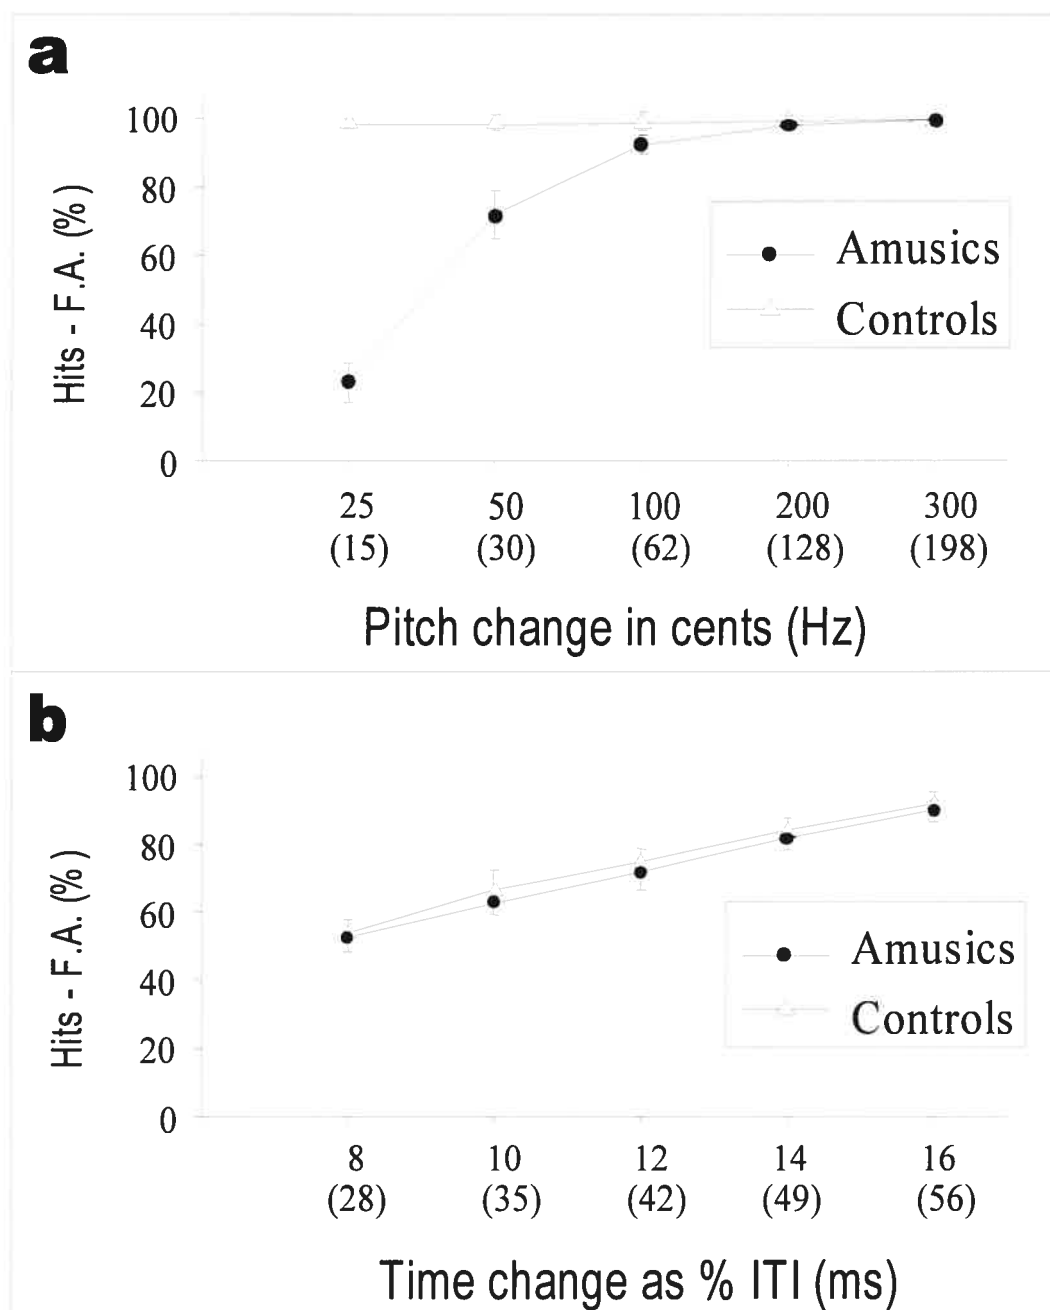 a
100
80
60
40
20
0
Hits - F.A. (%)
Amusics
Controls
25 50 100 200 300
(15) (30) (62) (128) (198)
Pitch change in cents (Hz)
b
100
80
60
40
20
0
Hits - F.A. (%)
Amusics
Controls
8 10 12 14 16
(28) (35) (42) (49) (56)
Time change as % ITI (ms)